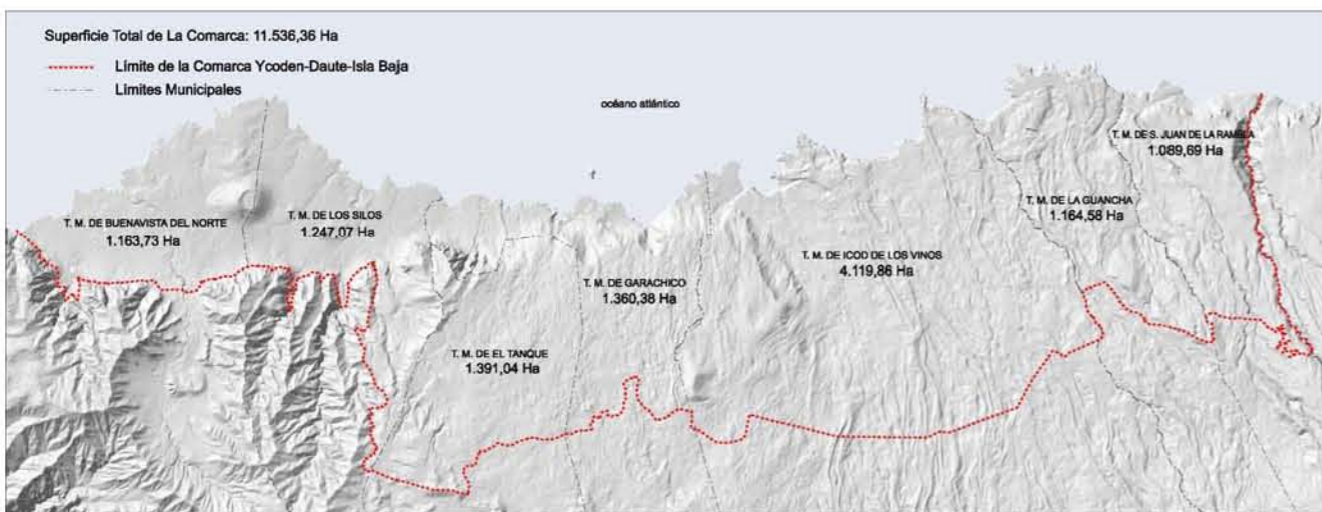 Superficie Total de La Comarca: 11.536,36 Ha
Límite de la Comarca Ycoden-Daute-Isla Baja
Límites Municipales
océano atlántico
T. M. DE S. JUAN DE LA RAMBLA
1.089,69 Ha
T. M. DE LA GUANCHA
1.164,58 Ha
T. M. DE BUENAVISTA DEL NORTE
1.163,73 Ha
T. M. DE LOS SILOS
1.247,07 Ha
T. M. DE ICOD DE LOS VINOS
4.119,86 Ha
T. M. DE GARACHICO
1.360,38 Ha
T. M. DE EL TANQUE
1.391,04 Ha